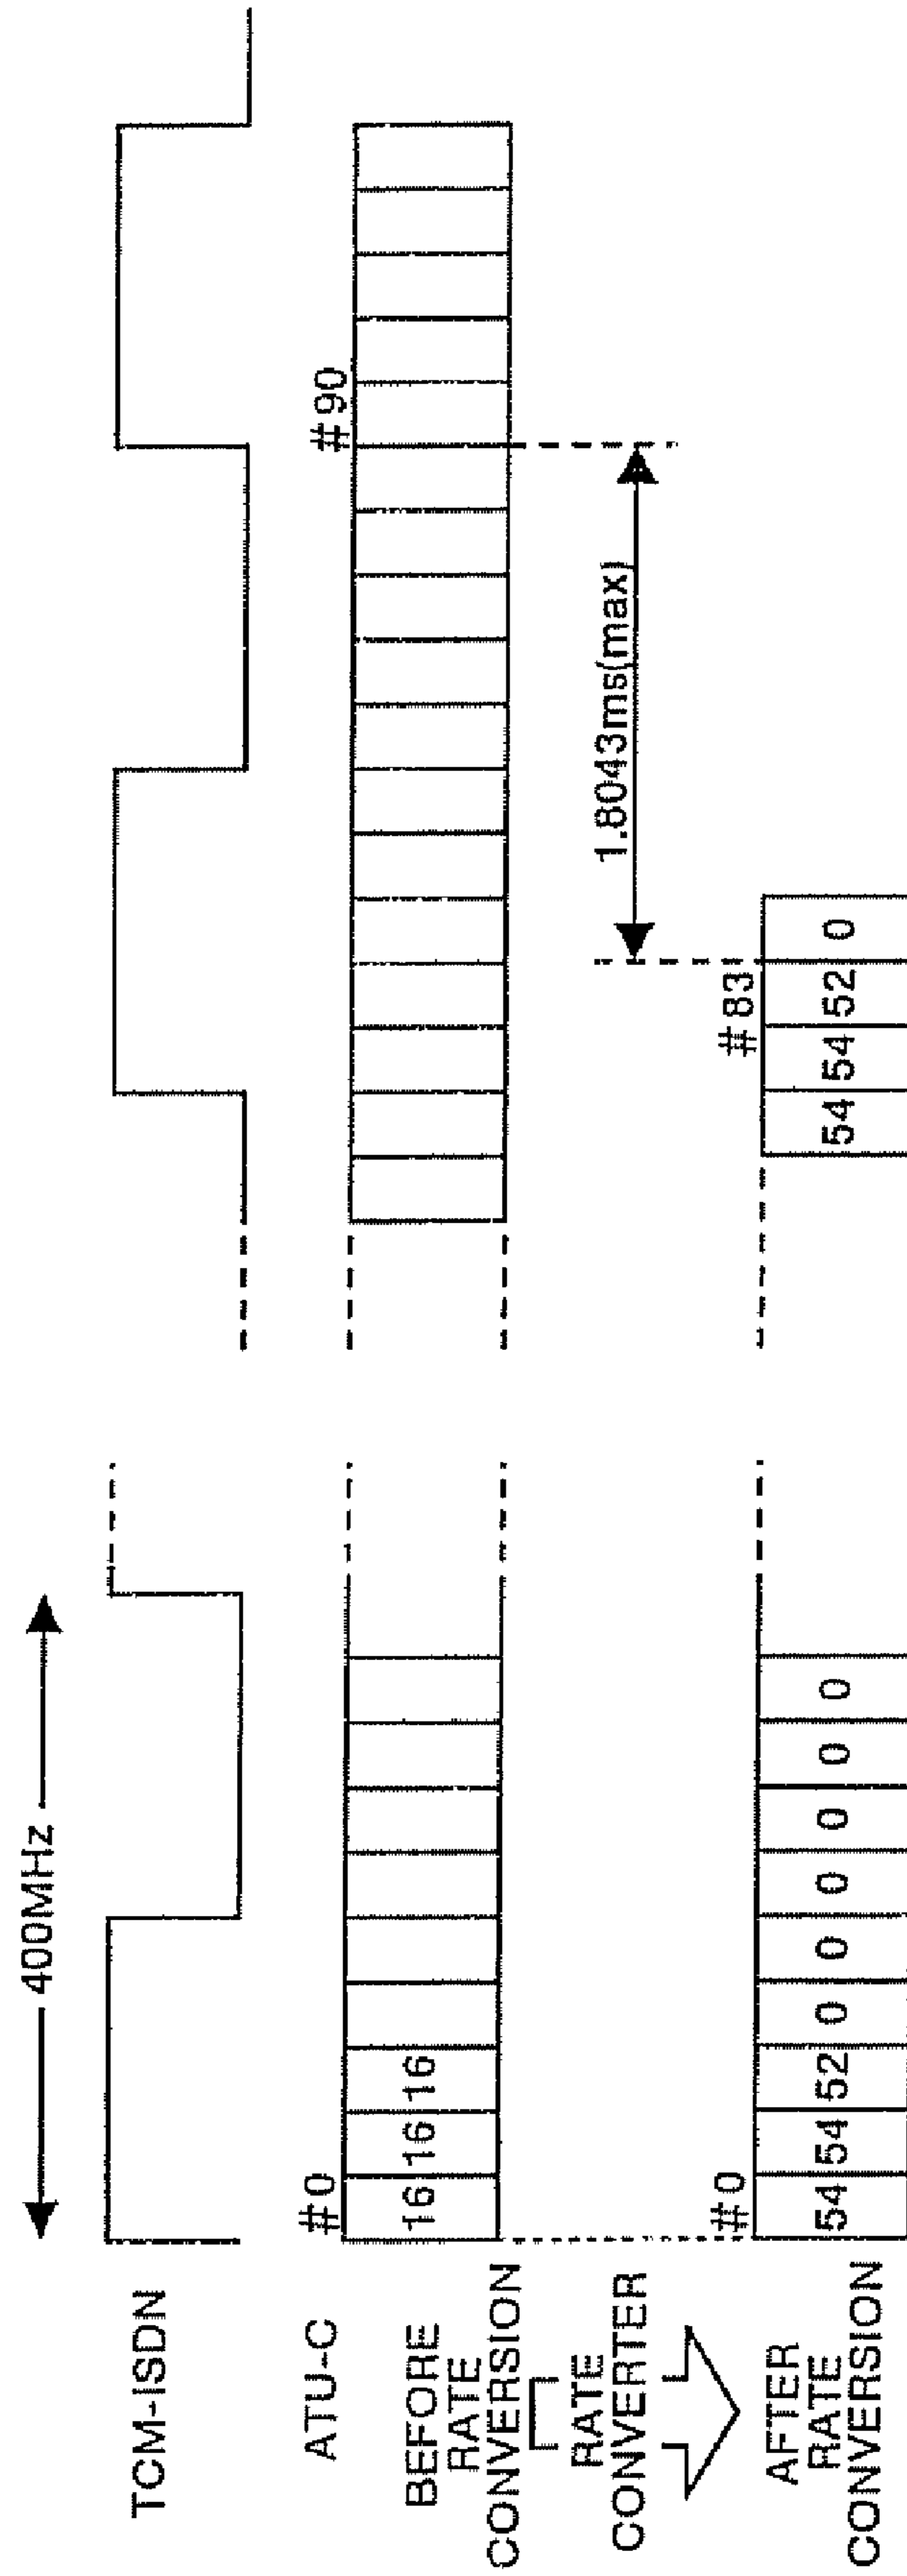 400MHz
TCM-ISDN
ATU-C
#0
#90
BEFORE
RATE
CONVERSION
16 16 16
RATE
CONVERTER
1.8043ms(max)
#0
#83
AFTER
RATE
CONVERSION
54 54 52 0 0 0 0 0 0
54 54 52 0